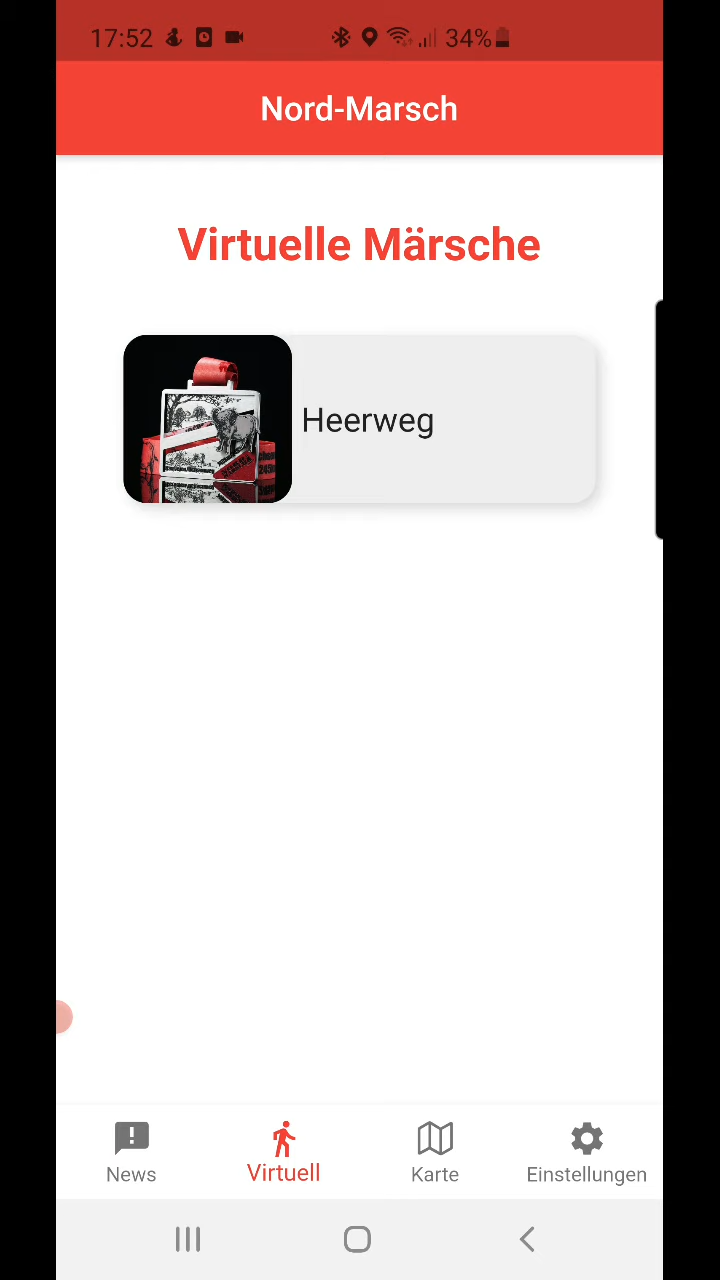 17:52
34%
Nord-Marsch
Virtuelle Märsche
Heerweg
News
Virtuell
Karte
Einstellungen